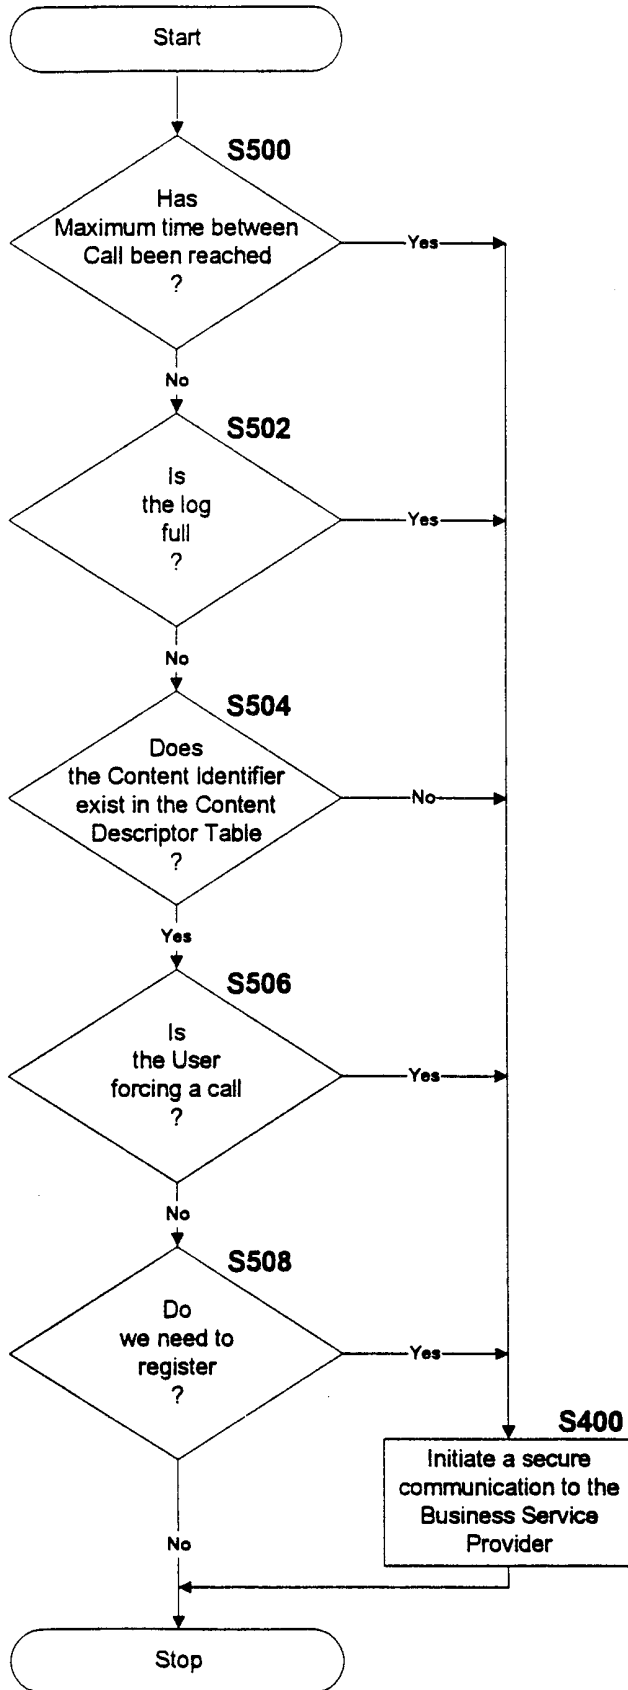 Start
S500
Has
Maximum time between
Call been reached
?
Yes
No
S502
Is
the log
full
?
Yes
No
S504
Does
the Content Identifier
exist in the Content
Descriptor Table
?
No
Yes
S506
Is
the User
forcing a call
?
Yes
No
S508
Do
we need to
register
?
Yes
S400
Initiate a secure
communication to the
Business Service
Provider
No
Stop